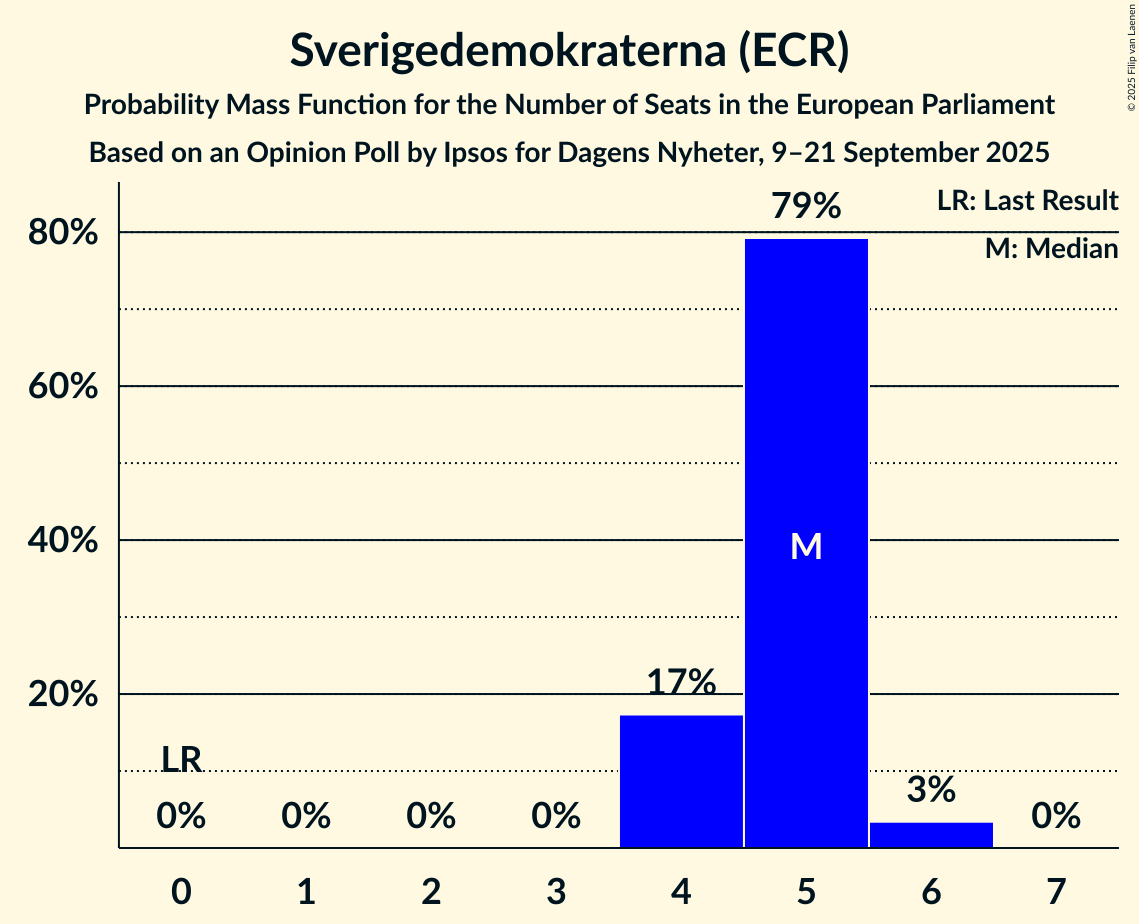 Sverigedemokraterna (ECR)
Probability Mass Function for the Number of Seats in the European Parliament
Based on an Opinion Poll by Ipsos for Dagens Nyheter, 9–21 September 2025
© 2025 Filip van Laenen
LR: Last Result
M: Median
79%
80%
60%
40%
M
17%
20%
LR
0% 0% 0% 0% 3% 0%
0 1 2 3 4 5 6 7